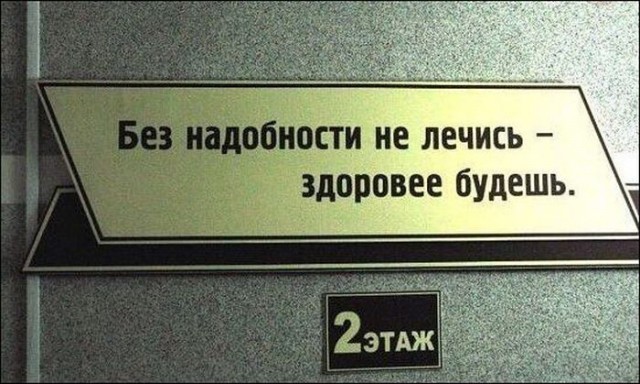 Без надобности не лечись –
здоровее будешь.
2этаж